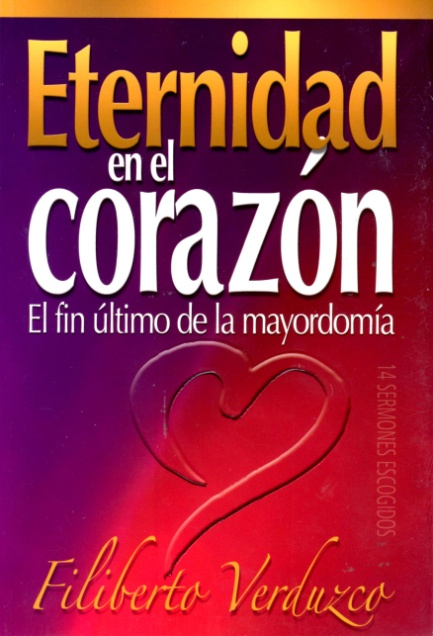 Eternidad
en el
corazón
El fin último de la mayordomía
14 SERMONES ESCOGIDOS
Filiberto Verduzco